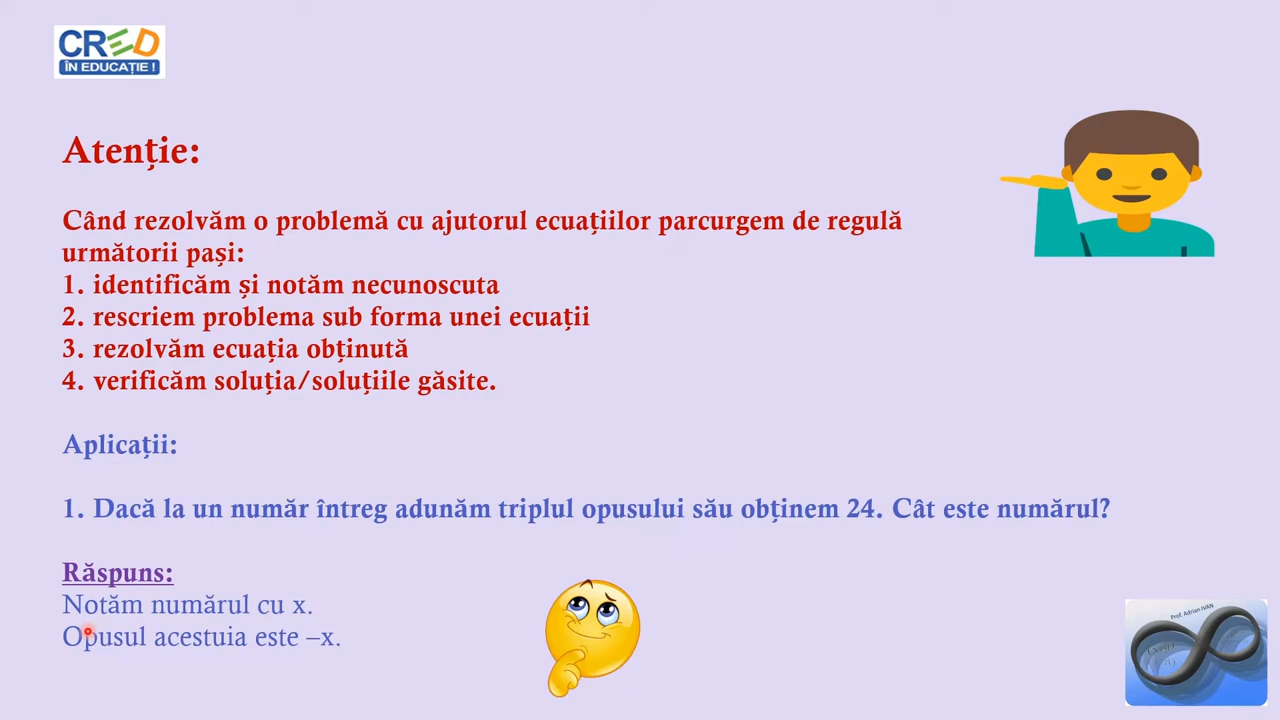 CRED
ÎN EDUCAȚIE !
Atenție:
Când rezolvăm o problemă cu ajutorul ecuațiilor parcurgem de regulă
următorii pași:
1. identificăm și notăm necunoscuta
2. rescriem problema sub forma unei ecuații
3. rezolvăm ecuația obținută
4. verificăm soluția/soluțiile găsite.
Aplicații:
1. Dacă la un număr întreg adunăm triplul opusului său obținem 24. Cât este numărul?
Răspuns:
Notăm numărul cu x.
Opusul acestuia este –x.
Prof. Adrian IVAN